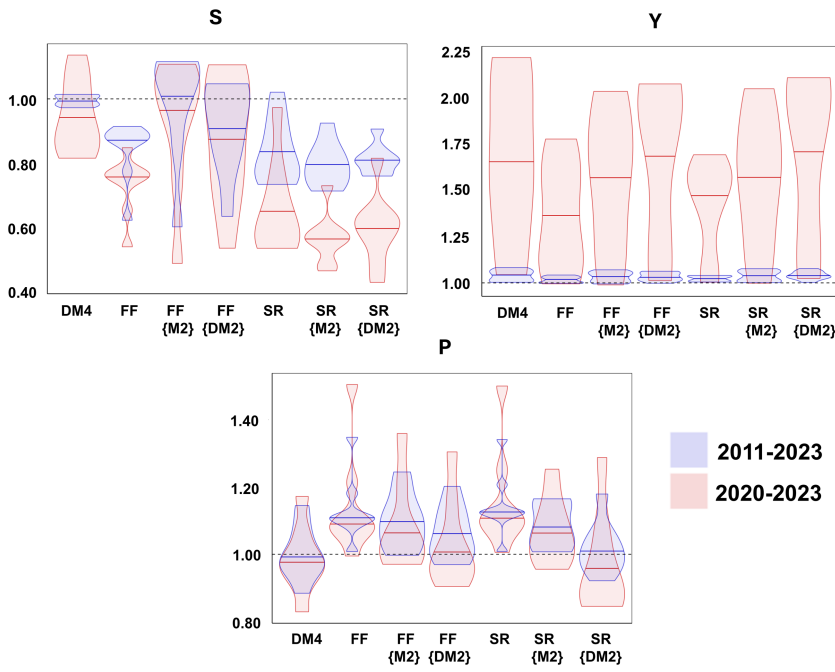 S
1.00
0.80
0.60
0.40
DM4 FF FF SR SR SR
{M2} {DM2} {M2} {DM2}
Y
2.25
2.00
1.75
1.50
1.25
1.00
DM4 FF FF FF SR SR SR
{M2} {DM2} {M2} {DM2}
P
1.40
1.20
1.00
0.80
DM4 FF FF FF SR SR SR
{M2} {DM2} {M2} {DM2}
2011-2023
2020-2023